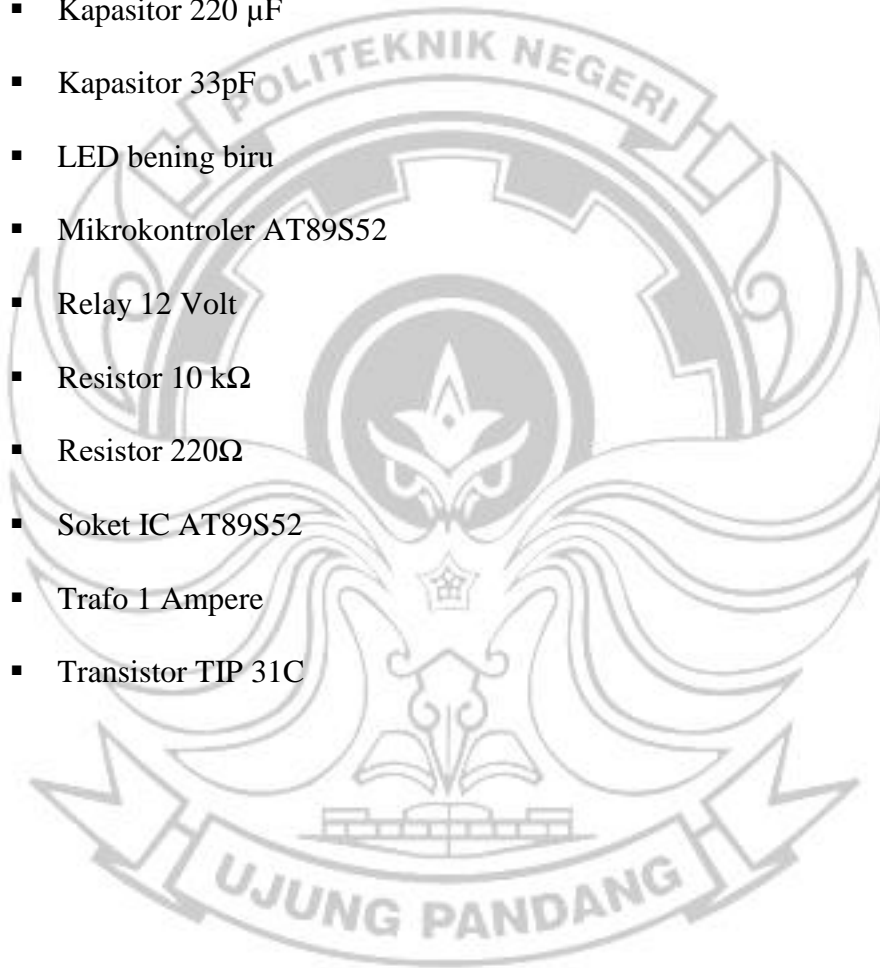 ▪ Kapasitor 220 µF
▪ Kapasitor 33pF
▪ LED bening biru
▪ Mikrokontroler AT89S52
▪ Relay 12 Volt
▪ Resistor 10 kΩ
▪ Resistor 220Ω
▪ Soket IC AT89S52
▪ Trafo 1 Ampere
▪ Transistor TIP 31C
POLITEKNIK NEGERI
UJUNG PANDANG